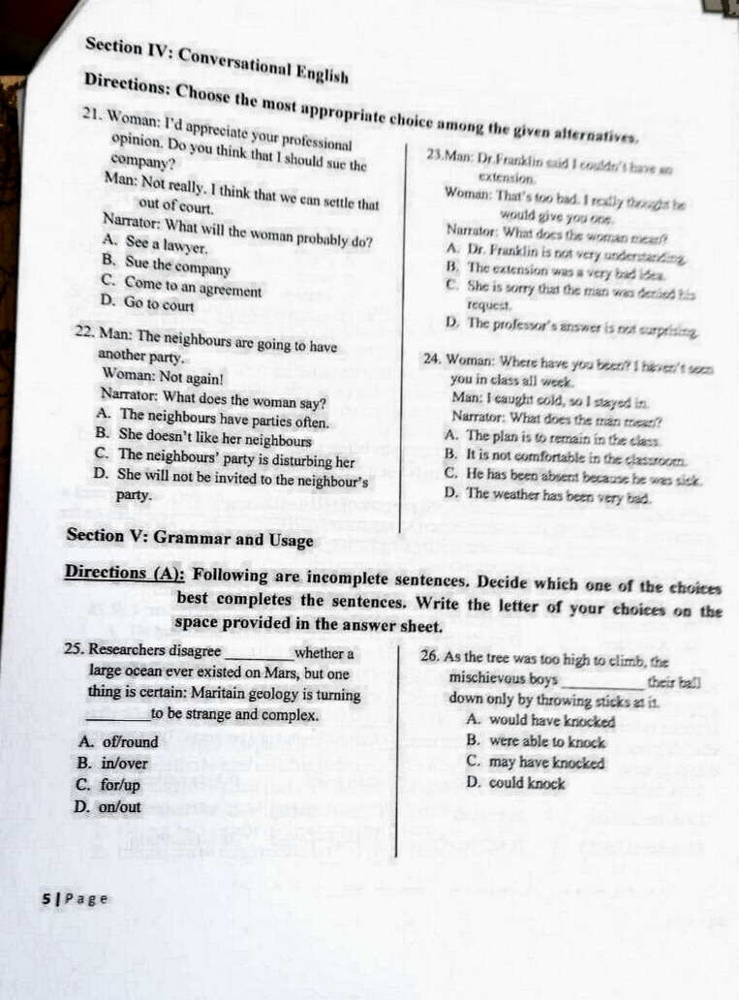 Section IV: Conversational English
Directions: Choose the most appropriate choice among the given alternatives.
21. Woman: I'd appreciate your professional
opinion. Do you think that I should sue the
company?
Man: Not really. I think that we can settle that
out of court.
Narrator: What will the woman probably do?
A. See a lawyer.
B. Sue the company
C. Come to an agreement
D. Go to court
22. Man: The neighbours are going to have
another party.
Woman: Not again!
Narrator: What does the woman say?
A. The neighbours have parties often.
B. She doesn't like her neighbours
C. The neighbours' party is disturbing her
D. She will not be invited to the neighbour's
party.
23.Man: Dr.Franklin said I couldn't have an
extension.
Woman: That's too bad. I really thought he
would give you one.
Narrator: What does the woman mean?
A. Dr. Franklin is not very understanding.
B. The extension was a very bad idea.
C. She is sorry that the man was denied his
request.
D. The professor's answer is not surprising.
24. Woman: Where have you been? I haven't seen
you in class all week.
Man: I caught cold, so I stayed in.
Narrator: What does the man mean?
A. The plan is to remain in the class.
B. It is not comfortable in the classroom.
C. He has been absent because he was sick.
D. The weather has been very bad.
Section V: Grammar and Usage
Directions (A): Following are incomplete sentences. Decide which one of the choices
best completes the sentences. Write the letter of your choices on the
space provided in the answer sheet.
25. Researchers disagree ________ whether a
large ocean ever existed on Mars, but one
thing is certain: Maritain geology is turning
________to be strange and complex.
A. of/round
B. in/over
C. for/up
D. on/out
26. As the tree was too high to climb, the
mischievous boys __________ their ball
down only by throwing sticks at it.
A. would have knocked
B. were able to knock
C. may have knocked
D. could knock
5 | P a g e